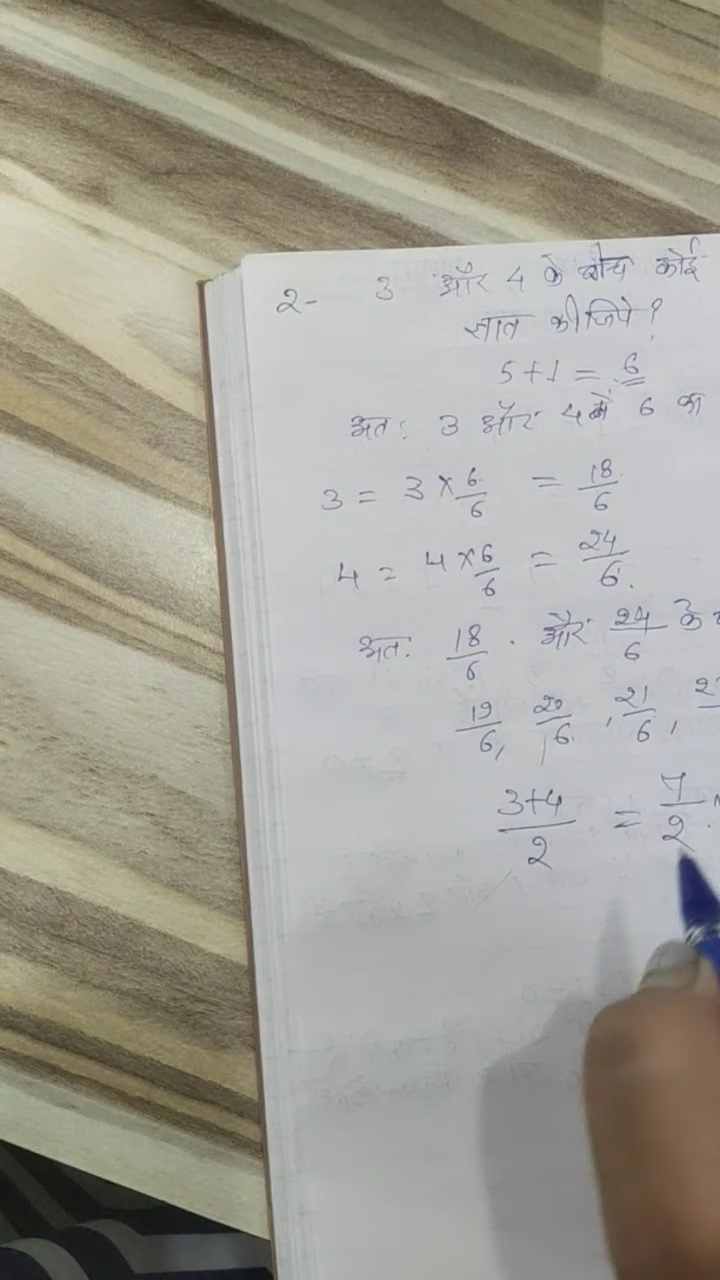 2- 3 और 4 के बीच कोई
ज्ञात कीजिये?
5+1 = 6
अत: 3 और 4 में 6 का
3 = 3 × 6/6 = 18/6
4 = 4 × 6/6 = 24/6.
अत: 18/6 . और 24/6 के
19/6, 20/6, 21/6,
3+4/2 = 7/2